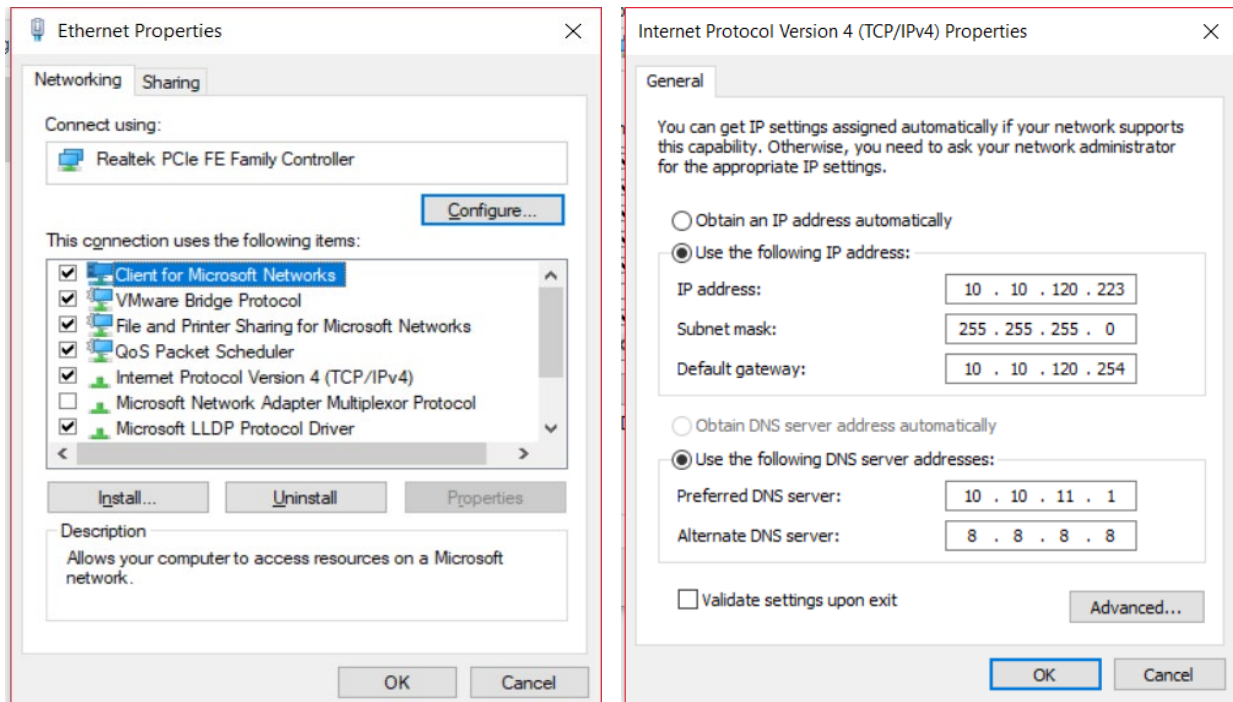 Ethernet Properties
Networking
Sharing
Connect using:
Realtek PCIe FE Family Controller
Configure...
This connection uses the following items:
Client for Microsoft Networks
VMware Bridge Protocol
File and Printer Sharing for Microsoft Networks
QoS Packet Scheduler
Internet Protocol Version 4 (TCP/IPv4)
Microsoft Network Adapter Multiplexor Protocol
Microsoft LLDP Protocol Driver
Install...
Uninstall
Properties
Description
Allows your computer to access resources on a Microsoft
network.
OK
Cancel
Internet Protocol Version 4 (TCP/IPv4) Properties
General
You can get IP settings assigned automatically if your network supports
this capability. Otherwise, you need to ask your network administrator
for the appropriate IP settings.
Obtain an IP address automatically
Use the following IP address:
IP address: 10 . 10 . 120 . 223
Subnet mask: 255 . 255 . 255 . 0
Default gateway: 10 . 10 . 120 . 254
Obtain DNS server address automatically
Use the following DNS server addresses:
Preferred DNS server: 10 . 10 . 11 . 1
Alternate DNS server: 8 . 8 . 8 . 8
Validate settings upon exit
Advanced...
OK
Cancel